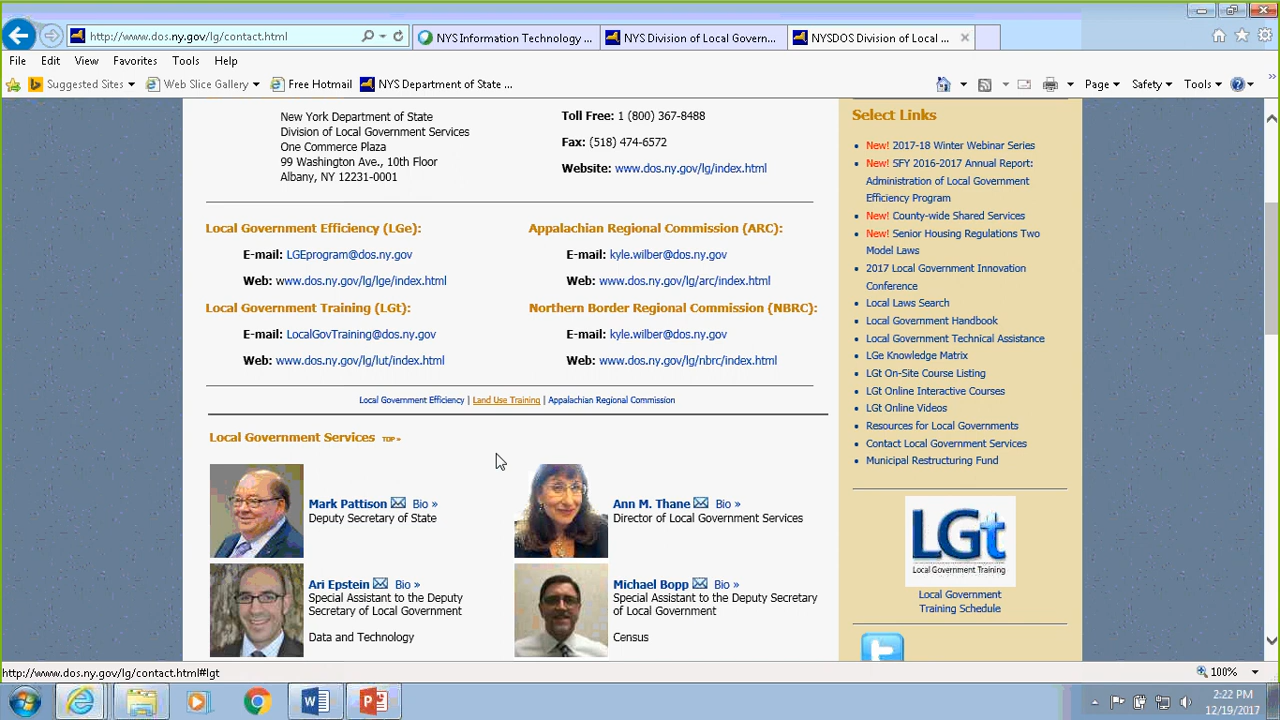 http://www.dos.ny.gov/lg/contact.html
NYS Information Technology ...
NYS Division of Local Govern...
NYSDOS Division of Local ...
File Edit View Favorites Tools Help
Suggested Sites
Web Slice Gallery
Free Hotmail
NYS Department of State ...
Page
Safety
Tools
New York Department of State
Division of Local Government Services
One Commerce Plaza
99 Washington Ave., 10th Floor
Albany, NY 12231-0001
Toll Free: 1 (800) 367-8488
Fax: (518) 474-6572
Website: www.dos.ny.gov/lg/index.html
Local Government Efficiency (LGe):
E-mail: LGEprogram@dos.ny.gov
Web: www.dos.ny.gov/lg/lge/index.html
Appalachian Regional Commission (ARC):
E-mail: kyle.wilber@dos.ny.gov
Web: www.dos.ny.gov/lg/arc/index.html
Local Government Training (LGt):
E-mail: LocalGovTraining@dos.ny.gov
Web: www.dos.ny.gov/lg/lut/index.html
Northern Border Regional Commission (NBRC):
E-mail: kyle.wilber@dos.ny.gov
Web: www.dos.ny.gov/lg/nbrc/index.html
Local Government Efficiency | Land Use Training | Appalachian Regional Commission
Local Government Services TOP»
Mark Pattison Bio »
Deputy Secretary of State
Ann M. Thane Bio »
Director of Local Government Services
Ari Epstein Bio »
Special Assistant to the Deputy
Secretary of Local Government
Data and Technology
Michael Bopp Bio »
Special Assistant to the Deputy Secretary
of Local Government
Census
Select Links
New! 2017-18 Winter Webinar Series
New! SFY 2016-2017 Annual Report:
Administration of Local Government
Efficiency Program
New! County-wide Shared Services
New! Senior Housing Regulations Two
Model Laws
2017 Local Government Innovation
Conference
Local Laws Search
Local Government Handbook
Local Government Technical Assistance
LGe Knowledge Matrix
LGt On-Site Course Listing
LGt Online Interactive Courses
LGt Online Videos
Resources for Local Governments
Contact Local Government Services
Municipal Restructuring Fund
LGt
Local Government Training
Local Government
Training Schedule
http://www.dos.ny.gov/lg/contact.html#lgt
100%
2:22 PM
12/19/2017